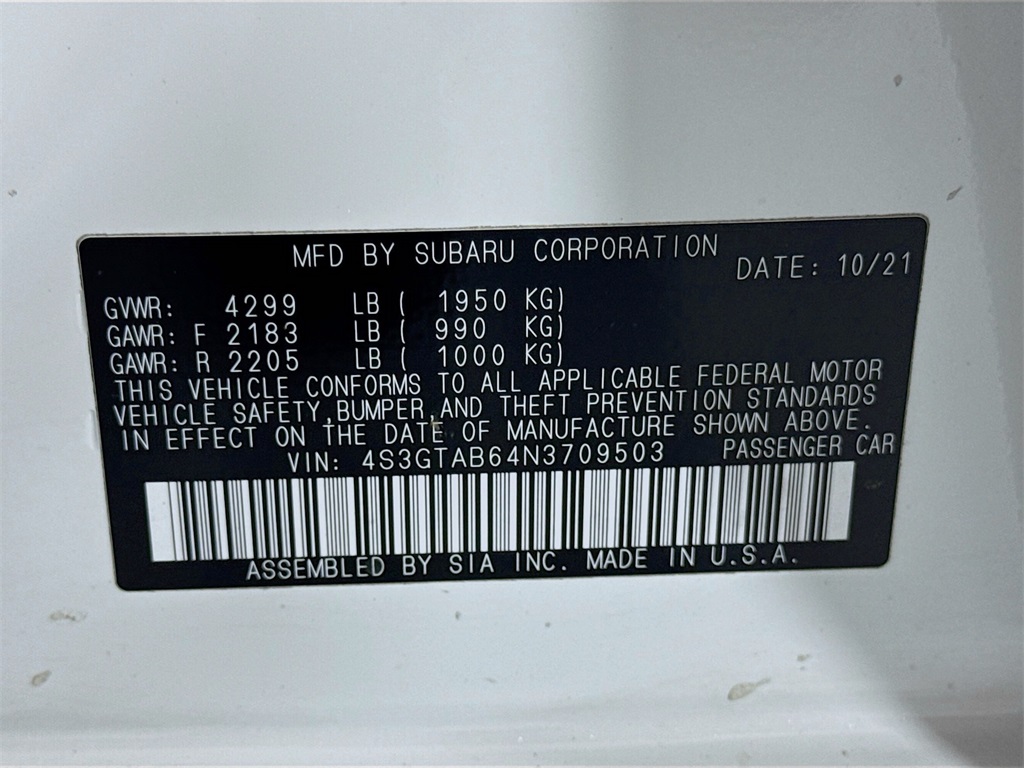 MFD BY SUBARU CORPORATION
DATE: 10/21
GVWR: 4299 LB ( 1950 KG)
GAWR: F 2183 LB ( 990 KG)
GAWR: R 2205 LB ( 1000 KG)
THIS VEHICLE CONFORMS TO ALL APPLICABLE FEDERAL MOTOR
VEHICLE SAFETY,BUMPER,AND THEFT PREVENTION STANDARDS
IN EFFECT ON THE DATE OF MANUFACTURE SHOWN ABOVE.
VIN: 4S3GTAB64N3709503 PASSENGER CAR
ASSEMBLED BY SIA INC. MADE IN U.S.A.